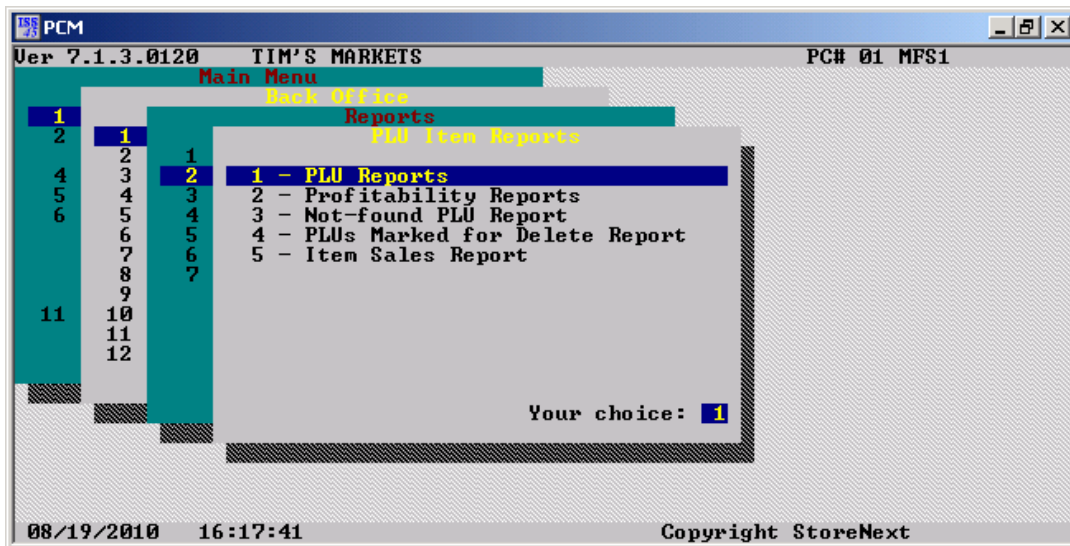 ISS 45 PCM
Ver 7.1.3.0120 TIM'S MARKETS PC# 01 MFS1
Main Menu
Back Office
1 Reports
2 1 PLU Item Reports
2 1
4 3 2 1 - PLU Reports
5 4 3 2 - Profitability Reports
6 5 4 3 - Not-found PLU Report
6 5 4 - PLUs Marked for Delete Report
7 6 5 - Item Sales Report
8 7
9
11 10
11
12
Your choice: 1
08/19/2010 16:17:41 Copyright StoreNext